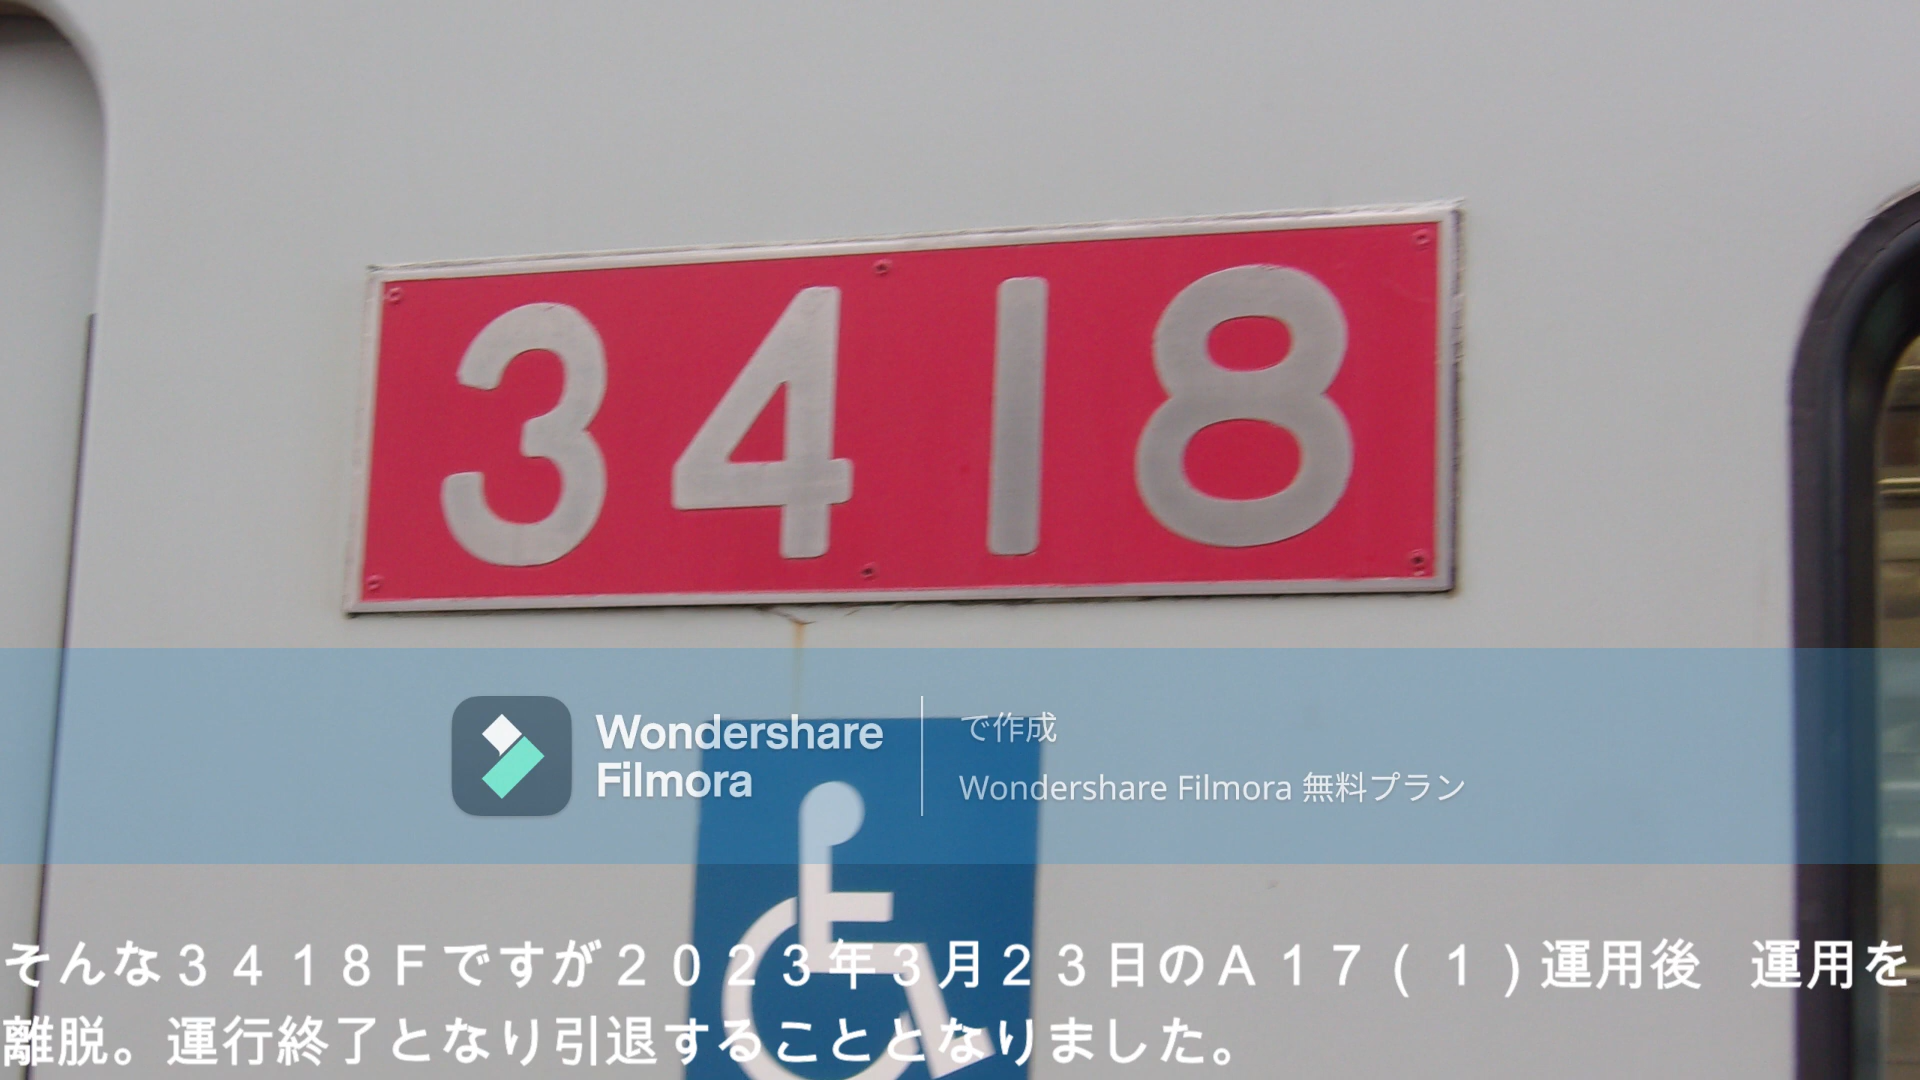 3418
Wondershare
Filmora
で作成
Wondershare Filmora 無料プラン
そんな３４１８Ｆですが２０２３年３月２３日のＡ１７(１)運用後　運用を
離脱。運行終了となり引退することとなりました。